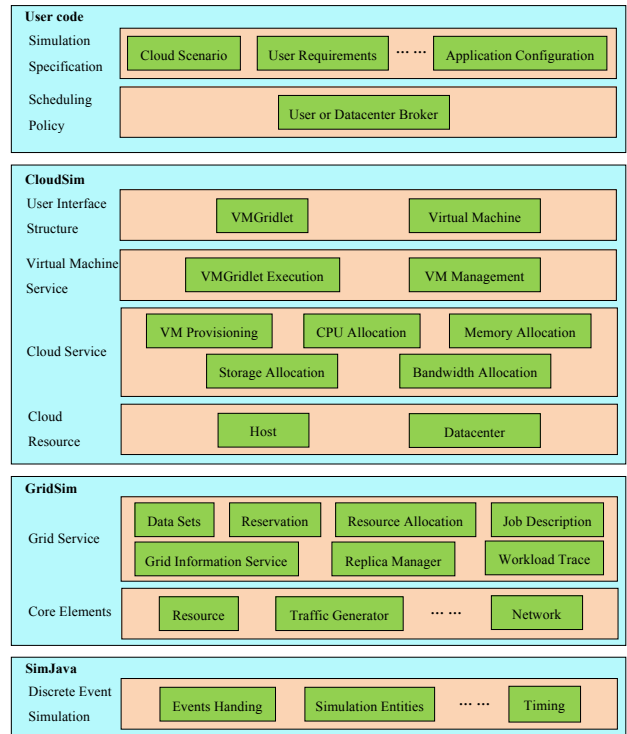 User code
Simulation
Specification
Cloud Scenario
User Requirements
... ...
Application Configuration
Scheduling
Policy
User or Datacenter Broker
CloudSim
User Interface
Structure
VMGridlet
Virtual Machine
Virtual Machine
Service
VMGridlet Execution
VM Management
Cloud Service
VM Provisioning
CPU Allocation
Memory Allocation
Storage Allocation
Bandwidth Allocation
Cloud
Resource
Host
Datacenter
GridSim
Grid Service
Data Sets
Reservation
Resource Allocation
Job Description
Grid Information Service
Replica Manager
Workload Trace
Core Elements
Resource
Traffic Generator
... ...
Network
SimJava
Discrete Event
Simulation
Events Handing
Simulation Entities
... ...
Timing